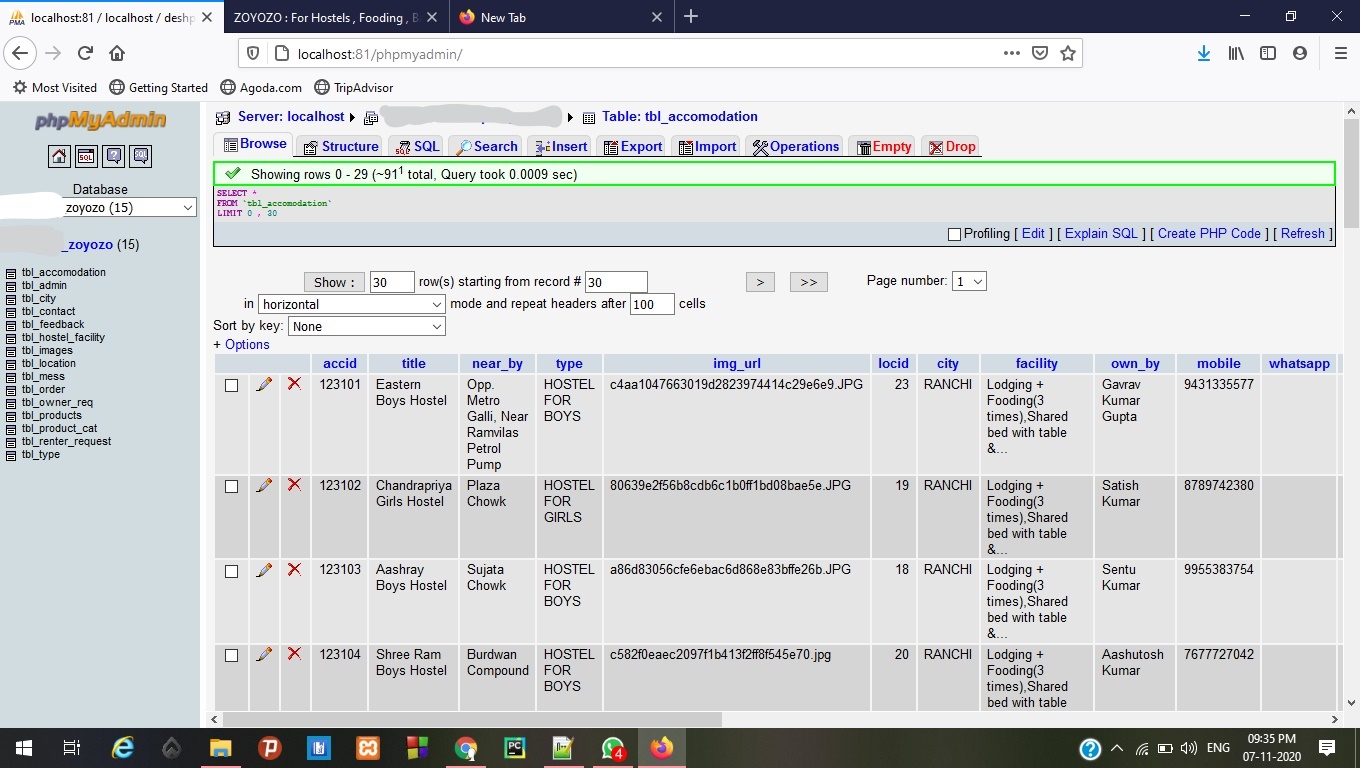 localhost:81 / localhost / deshp
ZOYOZO : For Hostels , Fooding , B
New Tab
localhost:81/phpmyadmin/
Most Visited Getting Started Agoda.com TripAdvisor
phpMyAdmin
Database
zoyozo (15)
_zoyozo (15)
tbl_accomodation
tbl_admin
tbl_city
tbl_contact
tbl_feedback
tbl_hostel_facility
tbl_images
tbl_location
tbl_mess
tbl_order
tbl_owner_req
tbl_products
tbl_product_cat
tbl_renter_request
tbl_type
Server: localhost Table: tbl_accomodation
Browse Structure SQL Search Insert Export Import Operations Empty Drop
Showing rows 0 - 29 (~91¹ total, Query took 0.0009 sec)
SELECT *
FROM `tbl_accomodation`
LIMIT 0 , 30
Profiling [ Edit ] [ Explain SQL ] [ Create PHP Code ] [ Refresh ]
Show : 30 row(s) starting from record # 30 > >> Page number: 1
in horizontal mode and repeat headers after 100 cells
Sort by key: None
+ Options
accid title near_by type img_url locid city facility own_by mobile whatsapp
123101 Eastern Opp. HOSTEL c4aa1047663019d2823974414c29e6e9.JPG 23 RANCHI Lodging + Gavrav 9431335577
Boys Hostel Metro FOR Fooding(3 Kumar
Galli, Near BOYS times),Shared Gupta
Ramvilas bed with table
Petrol &...
Pump
123102 Chandrapriya Plaza HOSTEL 80639e2f56b8cdb6c1b0ff1bd08bae5e.JPG 19 RANCHI Lodging + Satish 8789742380
Girls Hostel Chowk FOR Fooding(3 Kumar
GIRLS times),Shared
bed with table
&...
123103 Aashray Sujata HOSTEL a86d83056cfe6ebac6d868e83bffe26b.JPG 18 RANCHI Lodging + Sentu 9955383754
Boys Hostel Chowk FOR Fooding(3 Kumar
BOYS times),Shared
bed with table
&...
123104 Shree Ram Burdwan HOSTEL c582f0eaec2097f1b413f2ff8f545e70.jpg 20 RANCHI Lodging + Aashutosh 7677727042
Boys Hostel Compound FOR Fooding(3 Kumar
BOYS times),Shared
bed with table
4
ENG
09:35 PM
07-11-2020